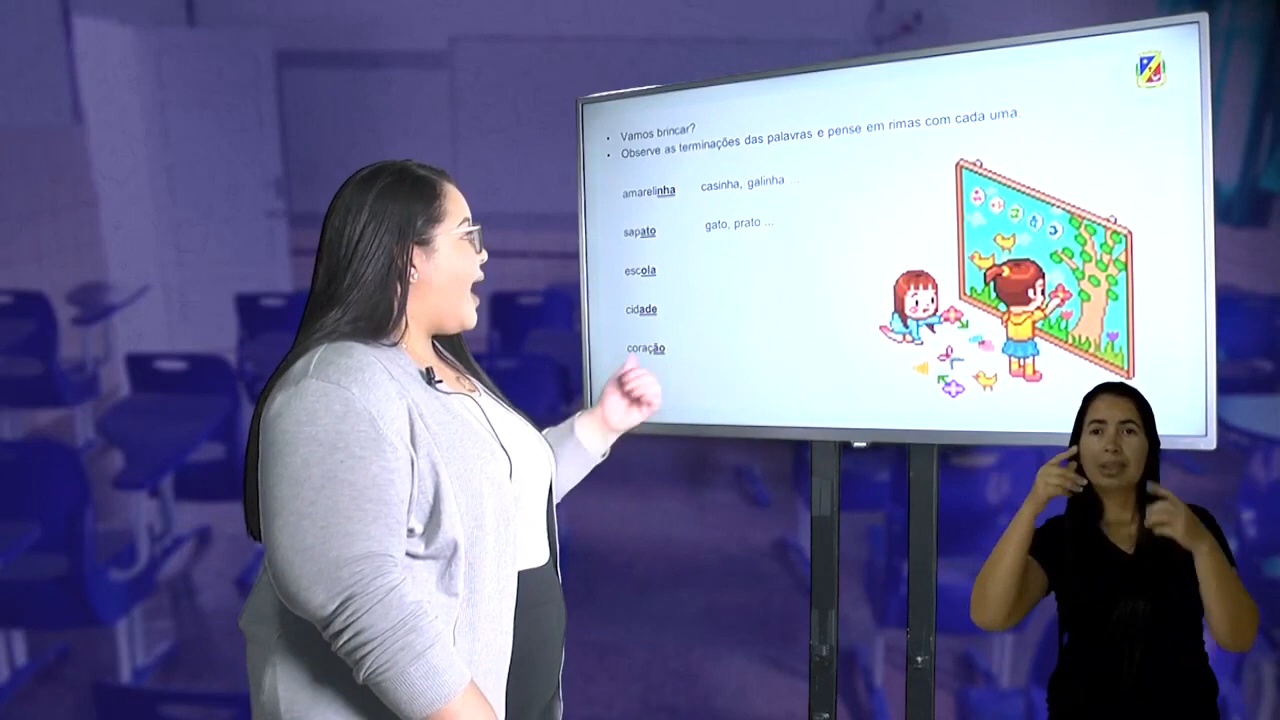 • Vamos brincar?
• Observe as terminações das palavras e pense em rimas com cada uma.
amarelinha casinha, galinha ...
sapato gato, prato ...
escola
cidade
coração